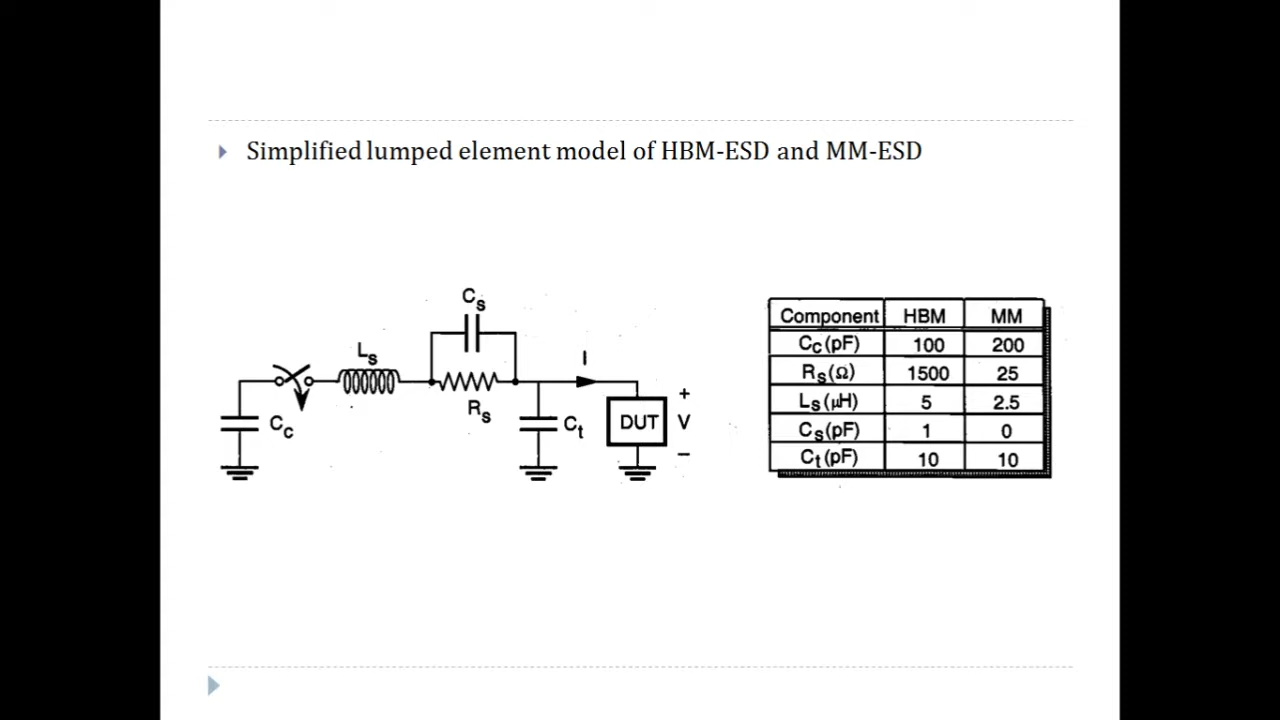 Simplified lumped element model of HBM-ESD and MM-ESD
Cs
Ls
I
Rs
Cc
Ct
DUT
+
V
−
Component HBM MM
Cc(pF) 100 200
Rs(Ω) 1500 25
Ls(μH) 5 2.5
Cs(pF) 1 0
Ct(pF) 10 10